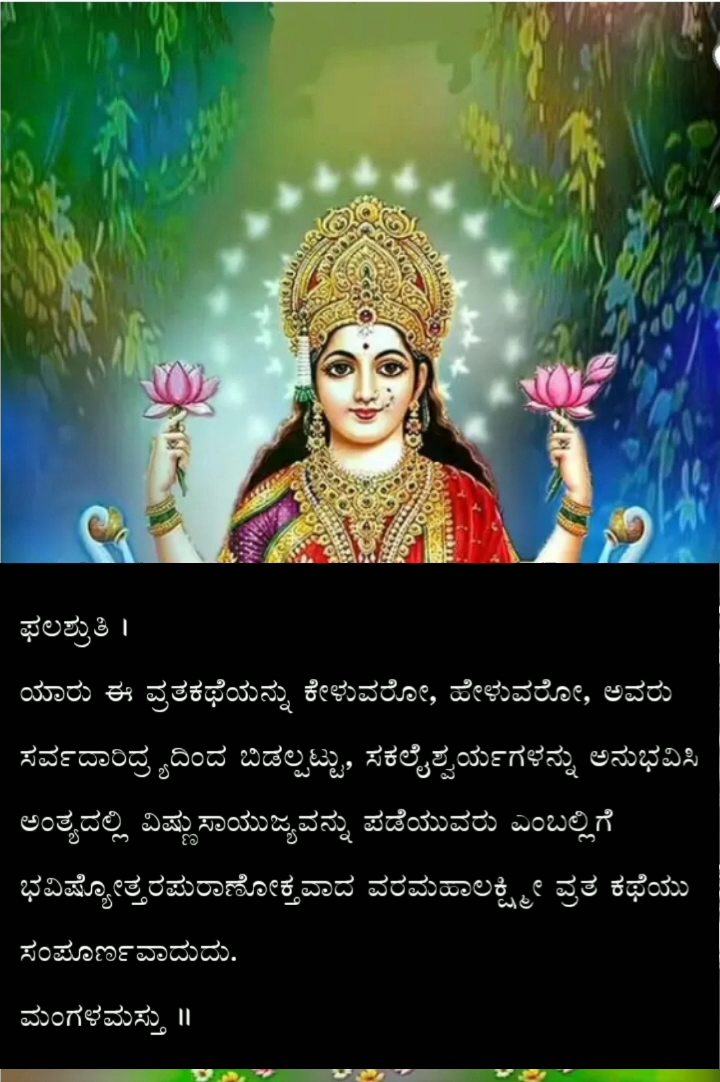 ಫಲಶ್ರುತಿ ।
ಯಾರು ಈ ವ್ರತಕಥೆಯನ್ನು ಕೇಳುವರೋ, ಹೇಳುವರೋ, ಅವರು
ಸರ್ವದಾರಿದ್ರ್ಯದಿಂದ ಬಿಡಲ್ಪಟ್ಟು, ಸಕಲೈಶ್ವರ್ಯಗಳನ್ನು ಅನುಭವಿಸಿ
ಅಂತ್ಯದಲ್ಲಿ ವಿಷ್ಣುಸಾಯುಜ್ಯವನ್ನು ಪಡೆಯುವರು ಎಂಬಲ್ಲಿಗೆ
ಭವಿಷ್ಯೋತ್ತರಪುರಾಣೋಕ್ತವಾದ ವರಮಹಾಲಕ್ಷ್ಮೀ ವ್ರತ ಕಥೆಯು
ಸಂಪೂರ್ಣವಾದುದು.
ಮಂಗಳಮಸ್ತು ॥